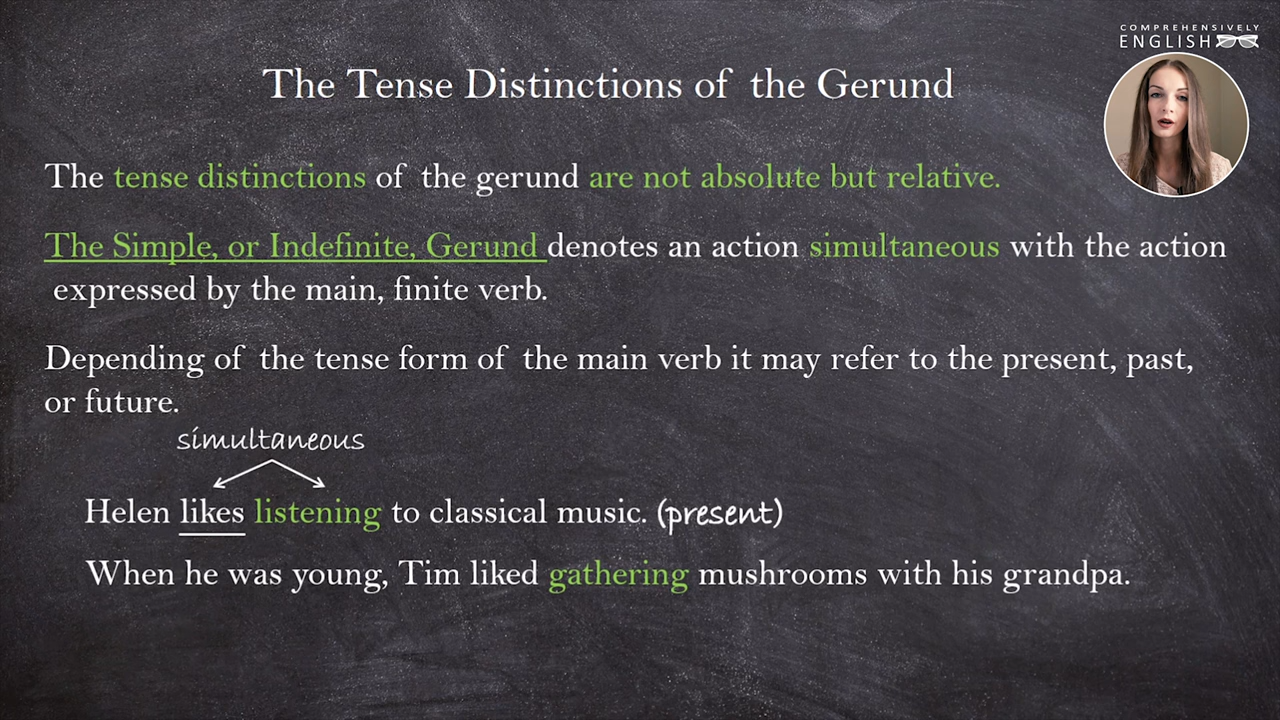 COMPREHENSIVELY
ENGLISH
The Tense Distinctions of the Gerund
The tense distinctions of the gerund are not absolute but relative.
The Simple, or Indefinite, Gerund denotes an action simultaneous with the action
expressed by the main, finite verb.
Depending of the tense form of the main verb it may refer to the present, past,
or future.
simultaneous
Helen likes listening to classical music. (present)
When he was young, Tim liked gathering mushrooms with his grandpa.